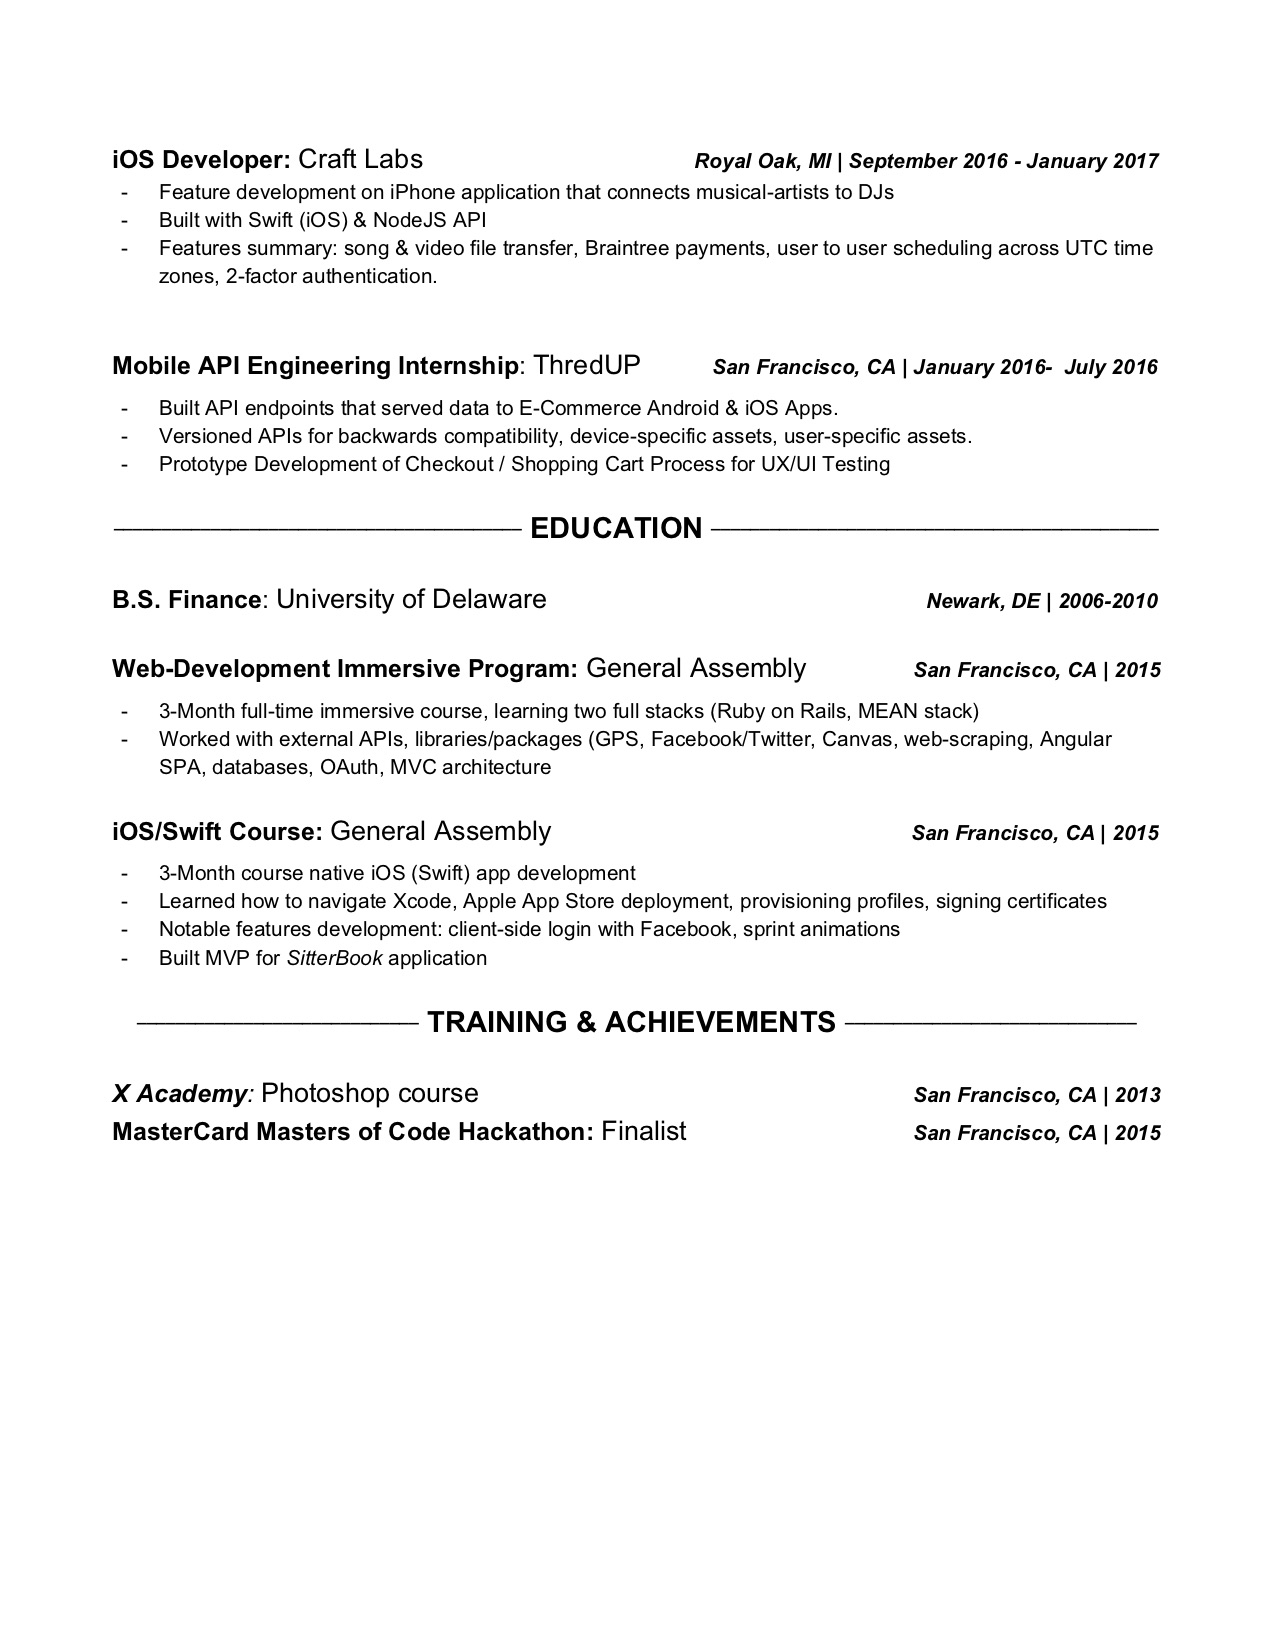 iOS Developer: Craft Labs Royal Oak, MI | September 2016 - January 2017
- Feature development on iPhone application that connects musical-artists to DJs
- Built with Swift (iOS) & NodeJS API
- Features summary: song & video file transfer, Braintree payments, user to user scheduling across UTC time
zones, 2-factor authentication.
Mobile API Engineering Internship: ThredUP San Francisco, CA | January 2016- July 2016
- Built API endpoints that served data to E-Commerce Android & iOS Apps.
- Versioned APIs for backwards compatibility, device-specific assets, user-specific assets.
- Prototype Development of Checkout / Shopping Cart Process for UX/UI Testing
EDUCATION
B.S. Finance: University of Delaware Newark, DE | 2006-2010
Web-Development Immersive Program: General Assembly San Francisco, CA | 2015
- 3-Month full-time immersive course, learning two full stacks (Ruby on Rails, MEAN stack)
- Worked with external APIs, libraries/packages (GPS, Facebook/Twitter, Canvas, web-scraping, Angular
SPA, databases, OAuth, MVC architecture
iOS/Swift Course: General Assembly San Francisco, CA | 2015
- 3-Month course native iOS (Swift) app development
- Learned how to navigate Xcode, Apple App Store deployment, provisioning profiles, signing certificates
- Notable features development: client-side login with Facebook, sprint animations
- Built MVP for SitterBook application
TRAINING & ACHIEVEMENTS
X Academy: Photoshop course San Francisco, CA | 2013
MasterCard Masters of Code Hackathon: Finalist San Francisco, CA | 2015